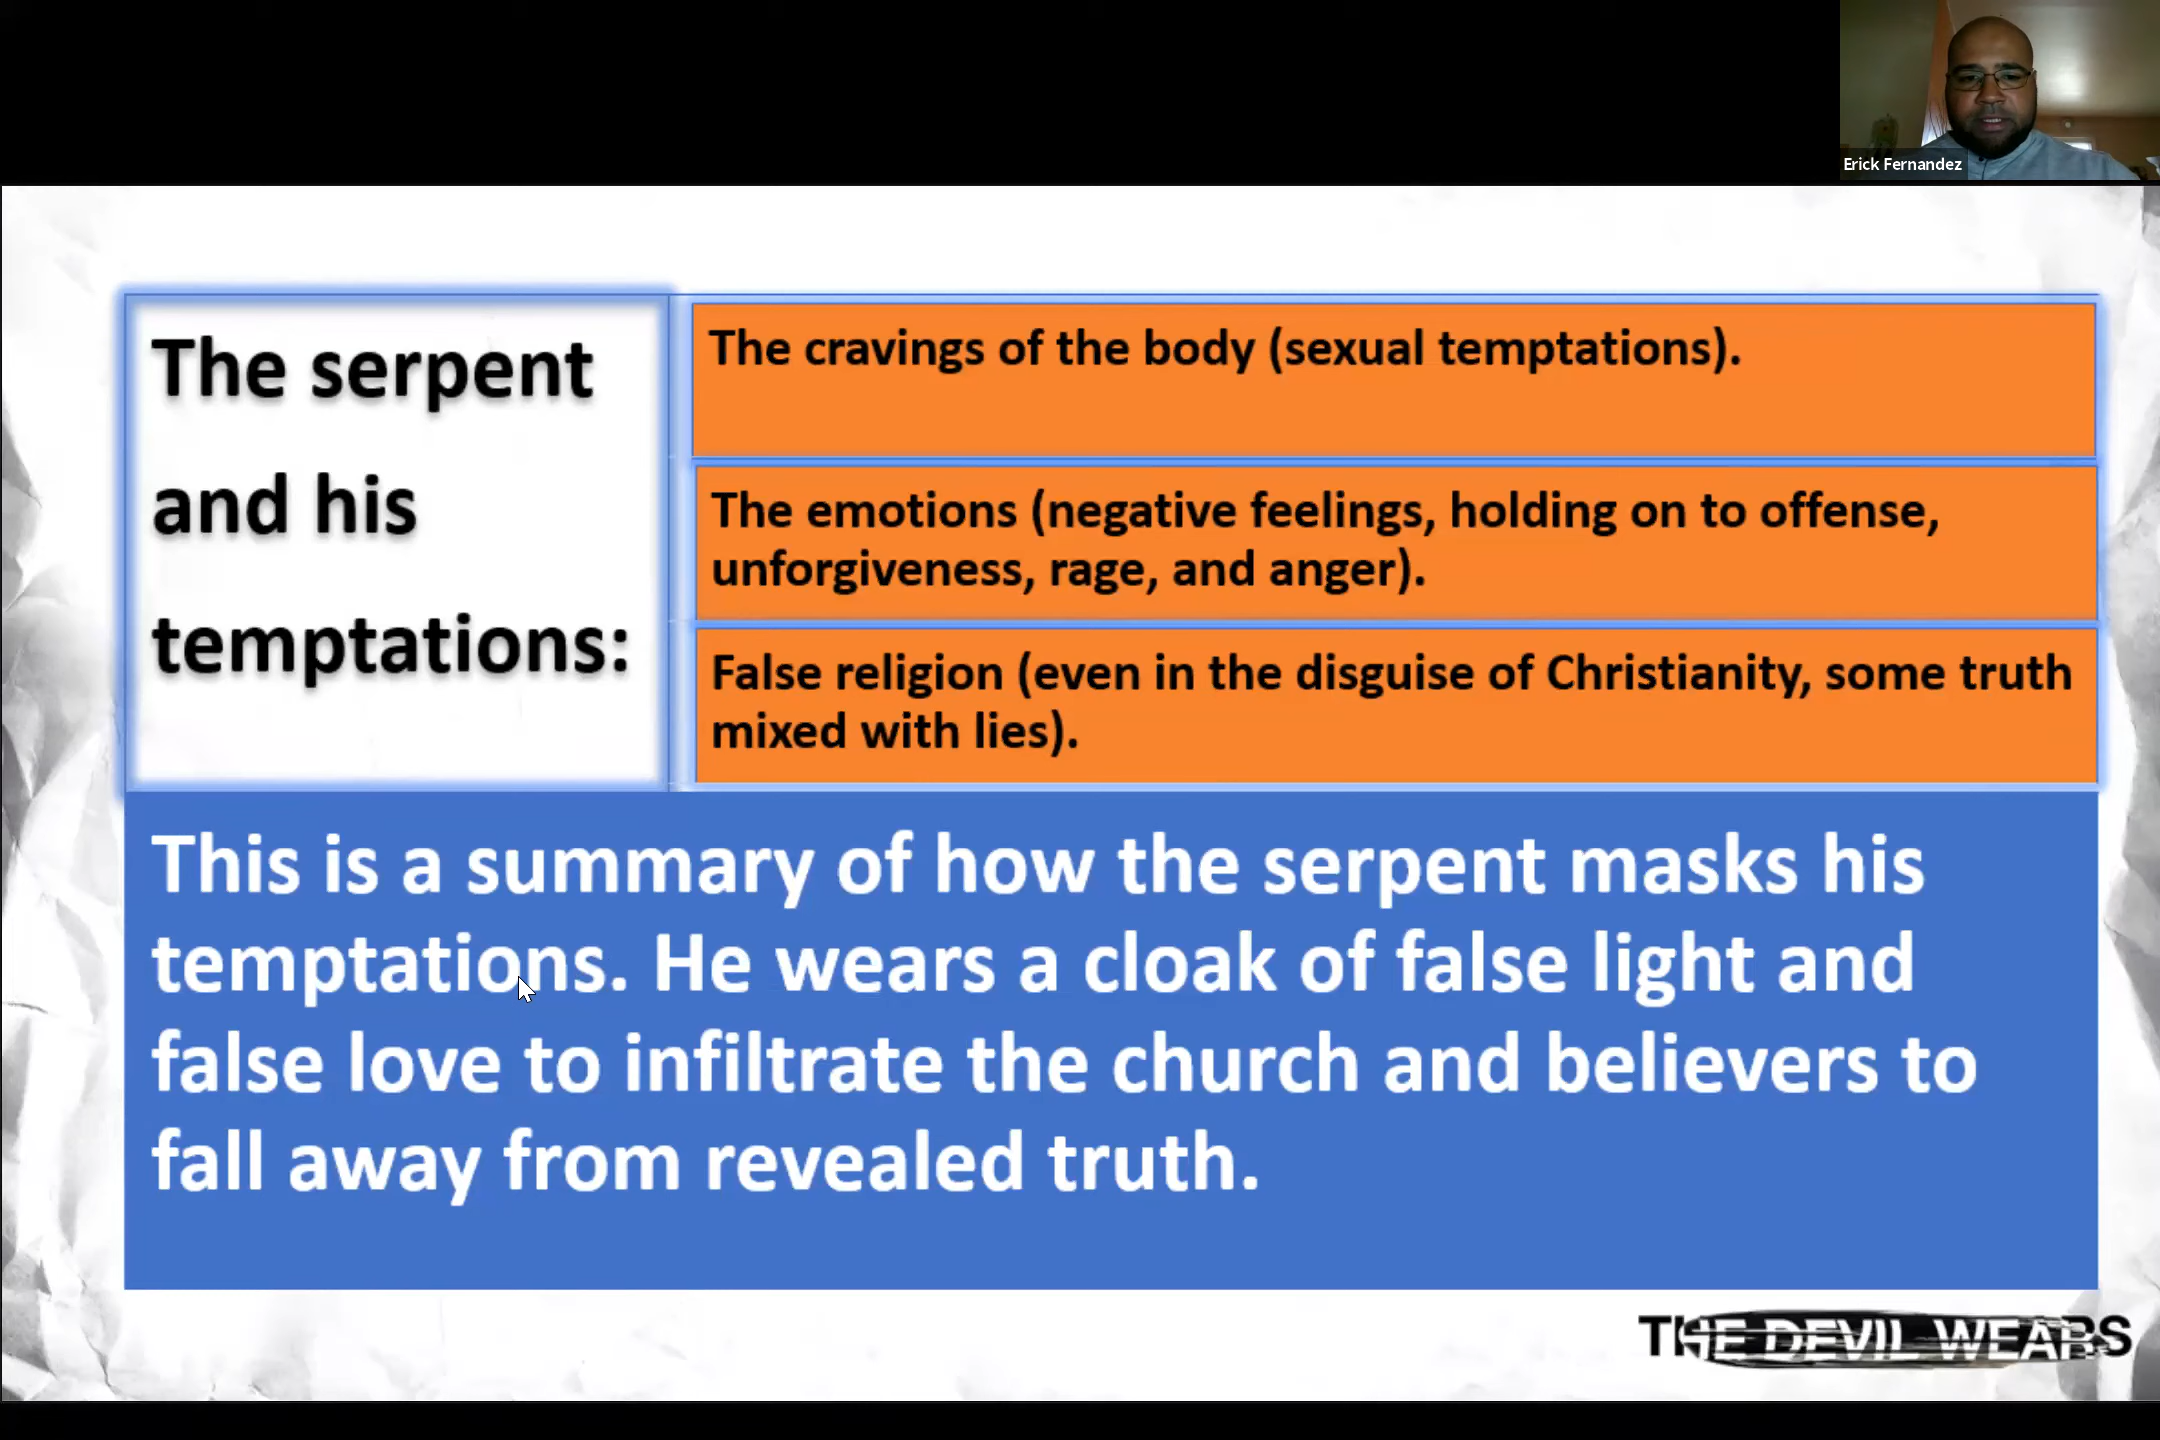 Erick Fernandez
The serpent
and his
temptations:
The cravings of the body (sexual temptations).
The emotions (negative feelings, holding on to offense,
unforgiveness, rage, and anger).
False religion (even in the disguise of Christianity, some truth
mixed with lies).
This is a summary of how the serpent masks his
temptations. He wears a cloak of false light and
false love to infiltrate the church and believers to
fall away from revealed truth.
THE DEVIL WEARS